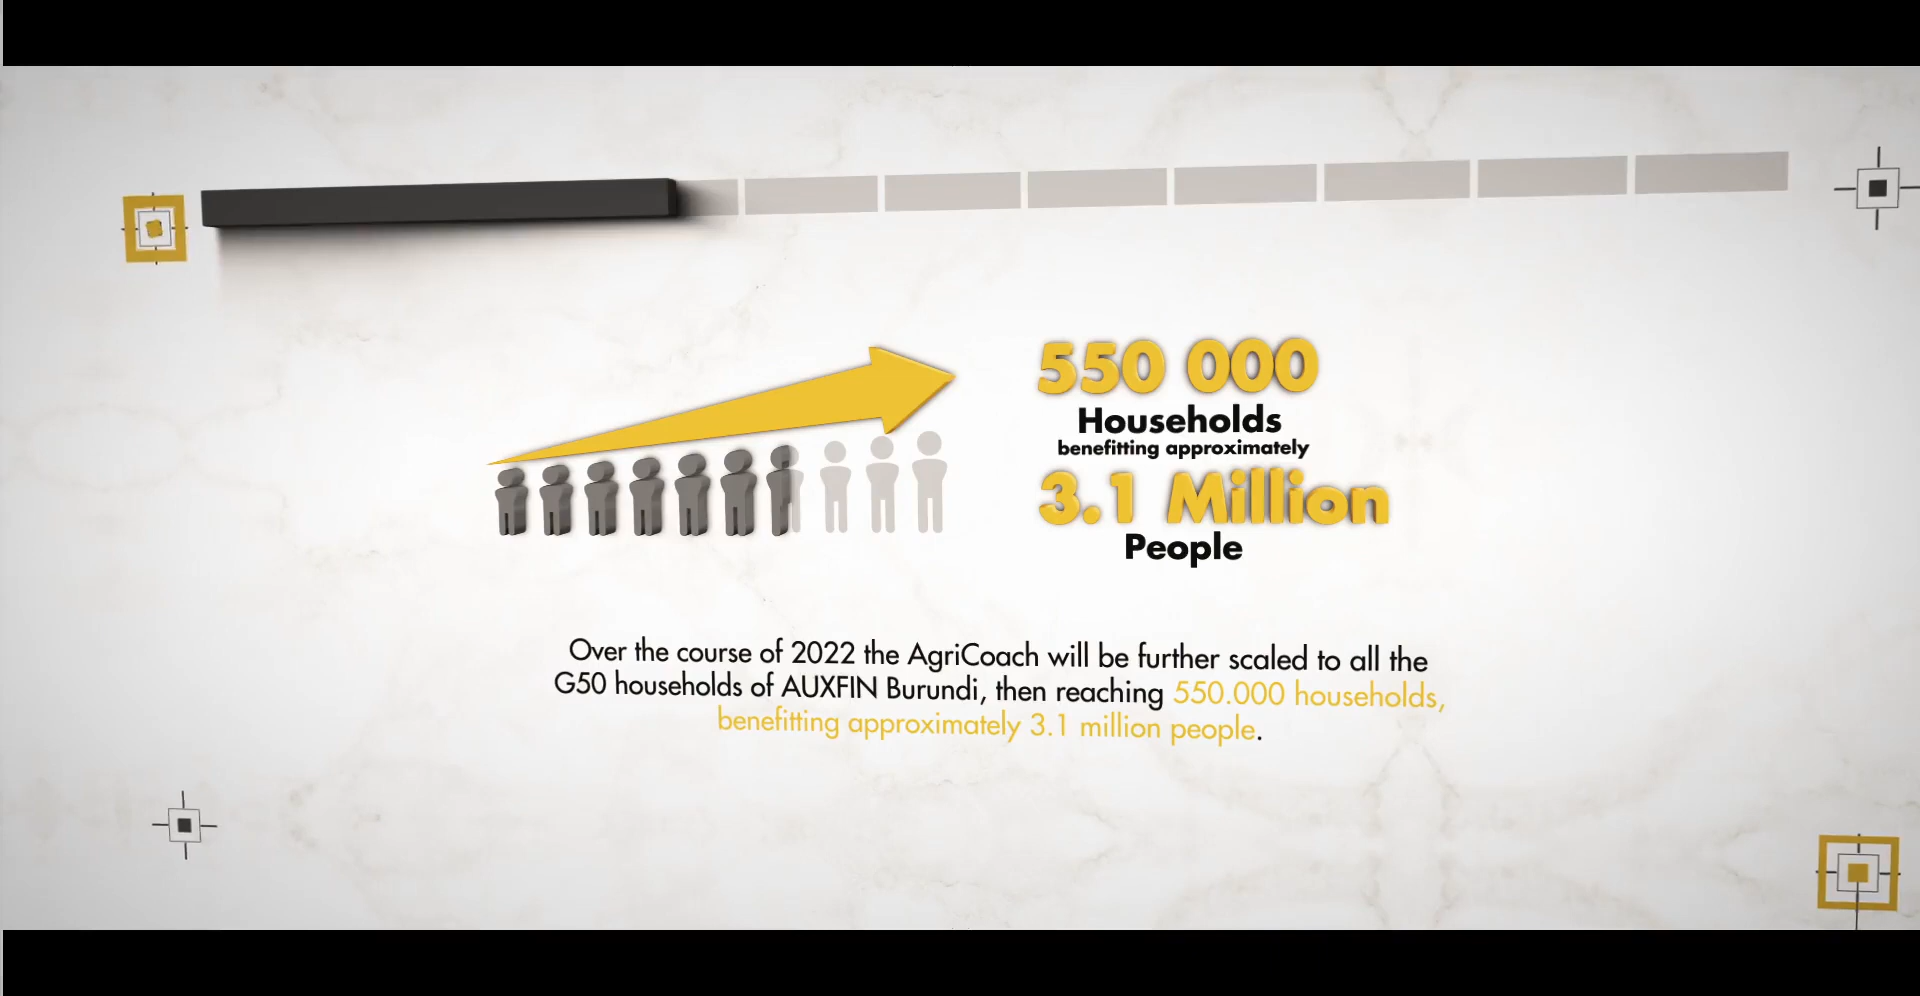 550 000
Households
benefitting approximately
3.1 Million
People
Over the course of 2022 the AgriCoach will be further scaled to all the
G50 households of AUXFIN Burundi, then reaching 550.000 households,
benefitting approximately 3.1 million people.